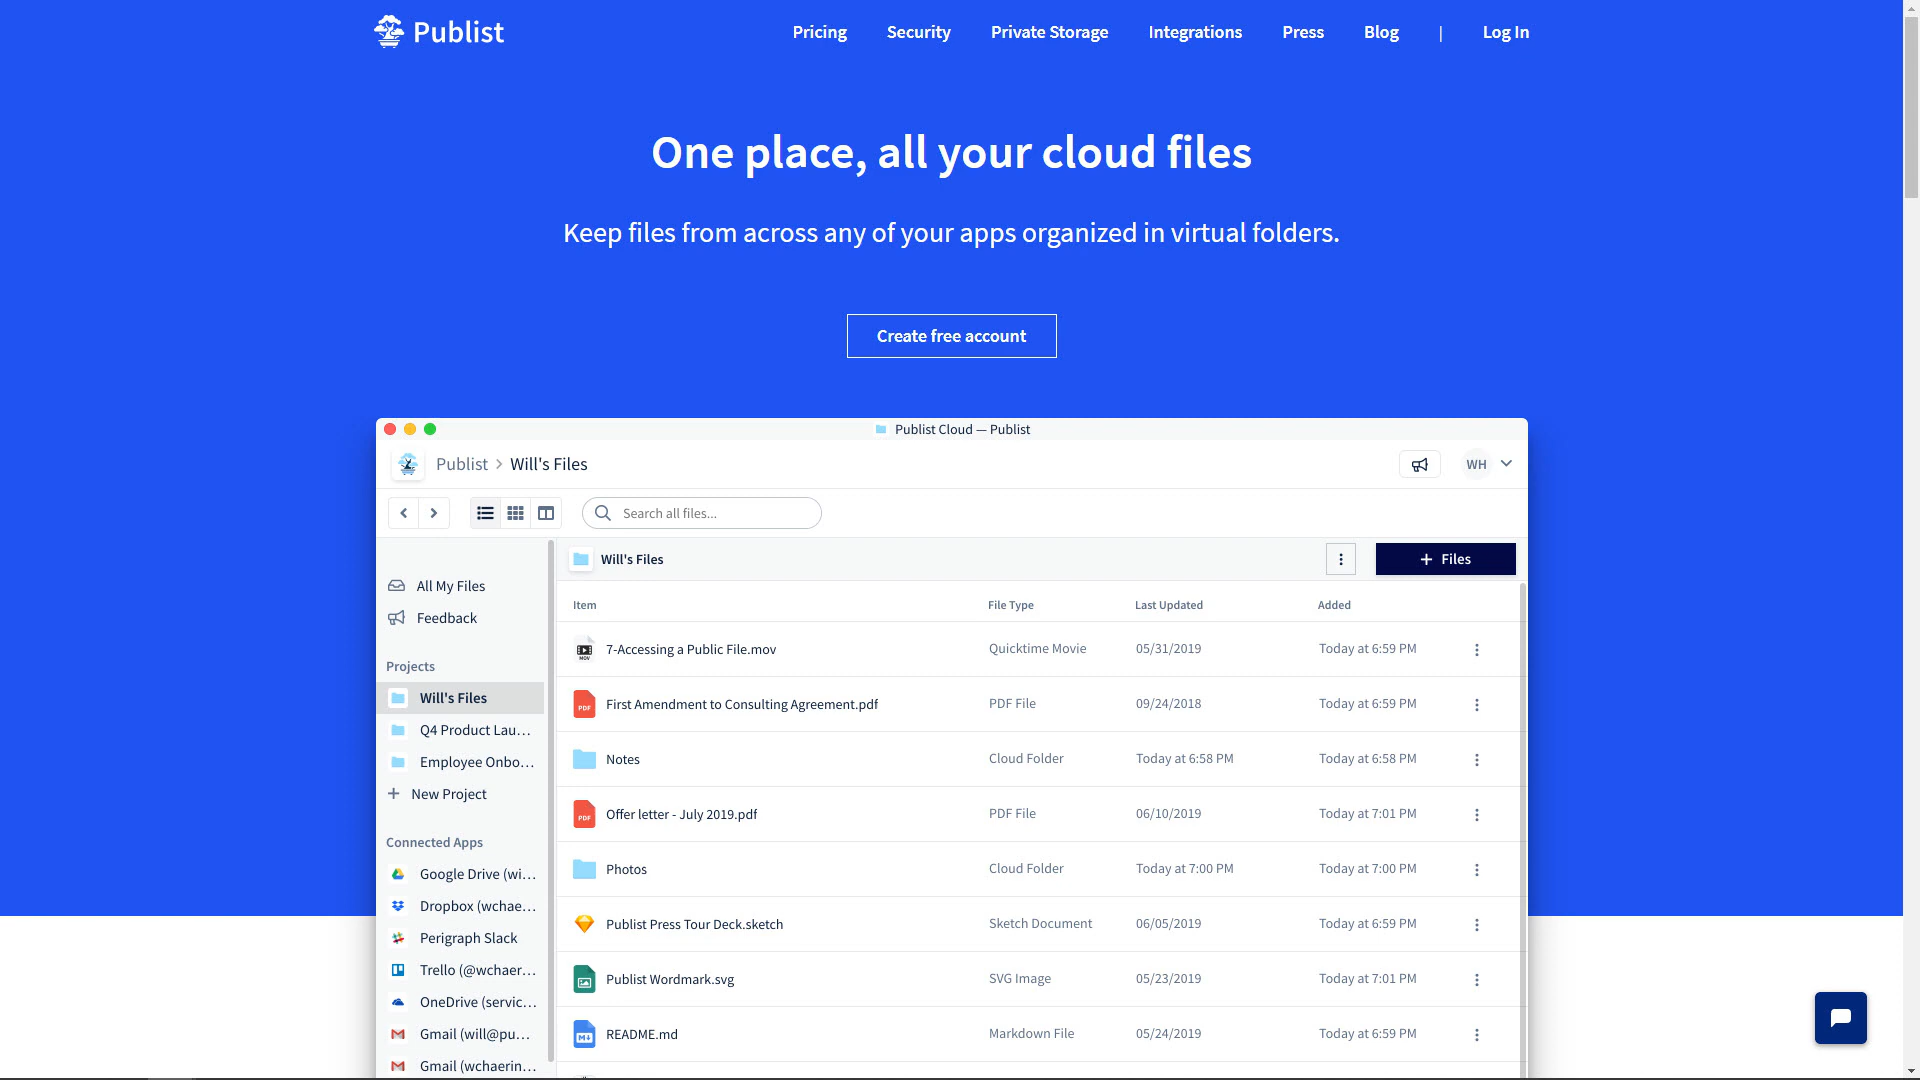 Publist
Pricing Security Private Storage Integrations Press Blog | Log In
One place, all your cloud files
Keep files from across any of your apps organized in virtual folders.
Create free account
Publist Cloud — Publist
Publist > Will's Files
WH
Search all files...
All My Files
Feedback
Projects
Will's Files
Q4 Product Lau...
Employee Onbo...
+ New Project
Connected Apps
Google Drive (wi...
Dropbox (wchae...
Perigraph Slack
Trello (@wchaer...
OneDrive (servic...
Gmail (will@pu...
Gmail (wchaerin...
Will's Files
+ Files
Item File Type Last Updated Added
MOV 7-Accessing a Public File.mov Quicktime Movie 05/31/2019 Today at 6:59 PM
PDF First Amendment to Consulting Agreement.pdf PDF File 09/24/2018 Today at 6:59 PM
Notes Cloud Folder Today at 6:58 PM Today at 6:58 PM
PDF Offer letter - July 2019.pdf PDF File 06/10/2019 Today at 7:01 PM
Photos Cloud Folder Today at 7:00 PM Today at 7:00 PM
Publist Press Tour Deck.sketch Sketch Document 06/05/2019 Today at 6:59 PM
Publist Wordmark.svg SVG Image 05/23/2019 Today at 7:01 PM
README.md Markdown File 05/24/2019 Today at 6:59 PM